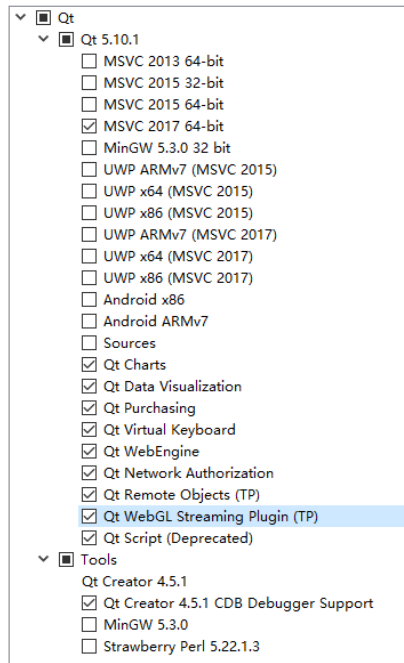 Qt
Qt 5.10.1
MSVC 2013 64-bit
MSVC 2015 32-bit
MSVC 2015 64-bit
MSVC 2017 64-bit
MinGW 5.3.0 32 bit
UWP ARMv7 (MSVC 2015)
UWP x64 (MSVC 2015)
UWP x86 (MSVC 2015)
UWP ARMv7 (MSVC 2017)
UWP x64 (MSVC 2017)
UWP x86 (MSVC 2017)
Android x86
Android ARMv7
Sources
Qt Charts
Qt Data Visualization
Qt Purchasing
Qt Virtual Keyboard
Qt WebEngine
Qt Network Authorization
Qt Remote Objects (TP)
Qt WebGL Streaming Plugin (TP)
Qt Script (Deprecated)
Tools
Qt Creator 4.5.1
Qt Creator 4.5.1 CDB Debugger Support
MinGW 5.3.0
Strawberry Perl 5.22.1.3